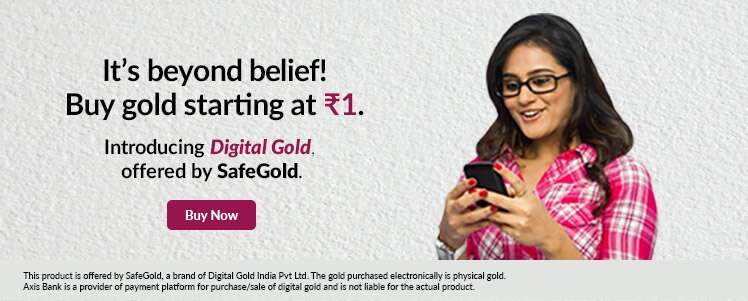 It's beyond belief!
Buy gold starting at ₹1.
Introducing Digital Gold,
offered by SafeGold.
Buy Now
This product is offered by SafeGold, a brand of Digital Gold India Pvt Ltd. The gold purchased electronically is physical gold.
Axis Bank is a provider of payment platform for purchase/sale of digital gold and is not liable for the actual product.